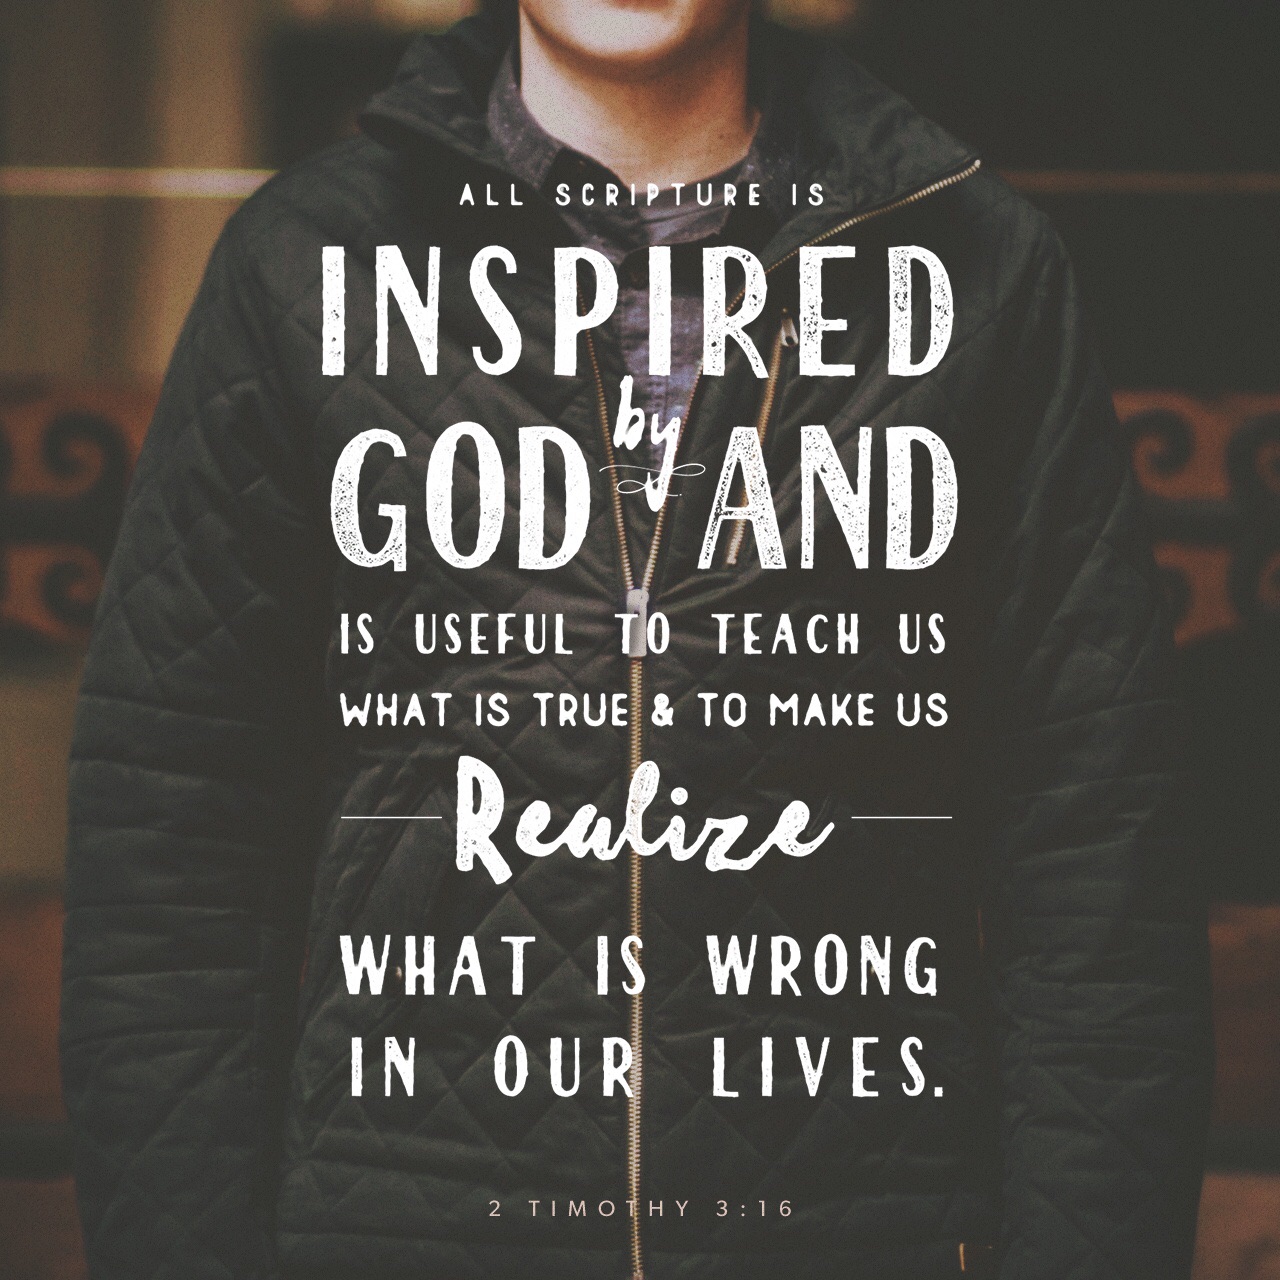 ALL SCRIPTURE IS
INSPIRED
by
GOD AND
IS USEFUL TO TEACH US
WHAT IS TRUE & TO MAKE US
Realize
WHAT IS WRONG
IN OUR LIVES.
2 TIMOTHY 3:16